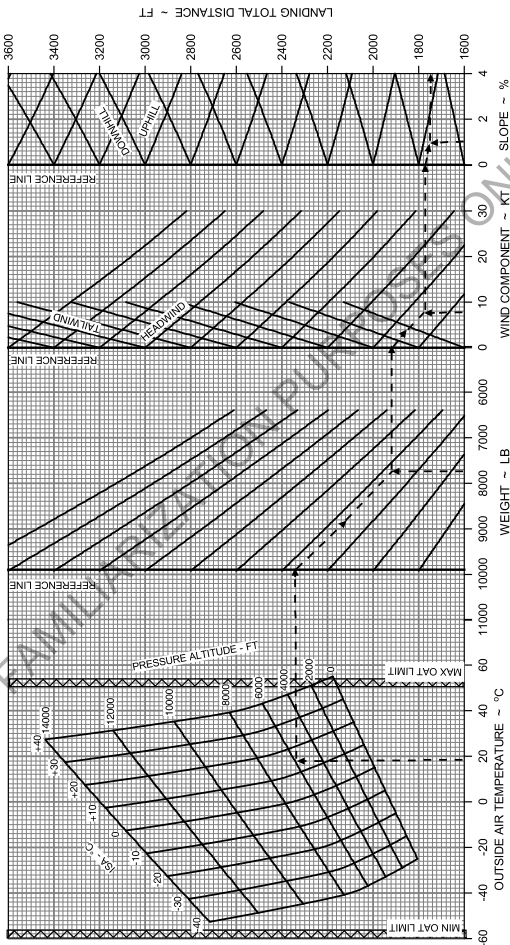 LANDING TOTAL DISTANCE ~ FT
3600
3400
3200
3000
2800
2600
2400
2200
2000
1800
1600
DOWNHILL
UPHILL
REFERENCE LINE
0
2
4
SLOPE ~ %
TAILWIND
HEADWIND
REFERENCE LINE
0
10
20
30
WIND COMPONENT ~ KT
REFERENCE LINE
11000
10000
9000
8000
7000
6000
WEIGHT ~ LB
PRESSURE ALTITUDE - FT
14000
12000
10000
8000
6000
4000
2000
0
ISA °C
+40
+30
+20
+10
0
-10
-20
-30
-40
MIN OAT LIMIT
MAX OAT LIMIT
-60
-40
-20
0
20
40
60
OUTSIDE AIR TEMPERATURE ~ °C
FAMILIARIZATION PURPOSES ON